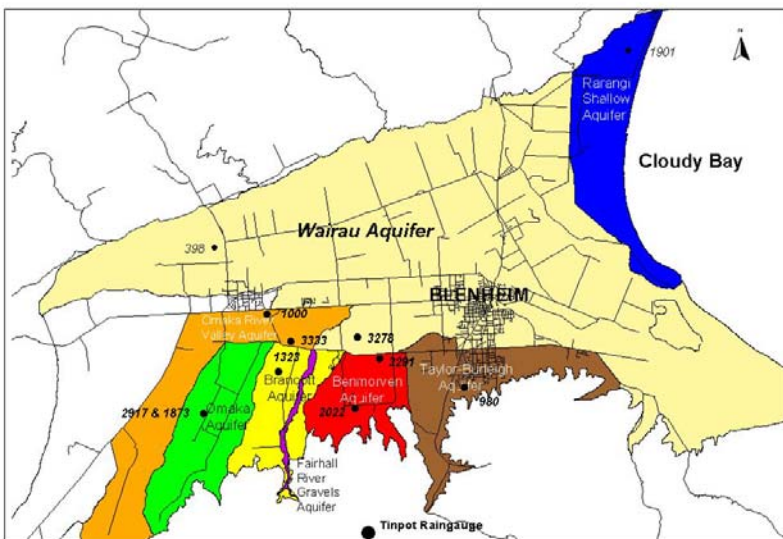 N
1901
Rarangi
Shallow
Aquifer
Cloudy Bay
Wairau Aquifer
398
BLENHEIM
1000
Omaka River
Valley Aquifer
3333
3278
1323
Brancott
Aquifer
2291
Benmorven
Aquifer
Taylor-Burleigh
Aquifer
980
2917 & 1873
Omaka
Aquifer
2022
Fairhall
River
Gravels
Aquifer
Tinpot Raingauge